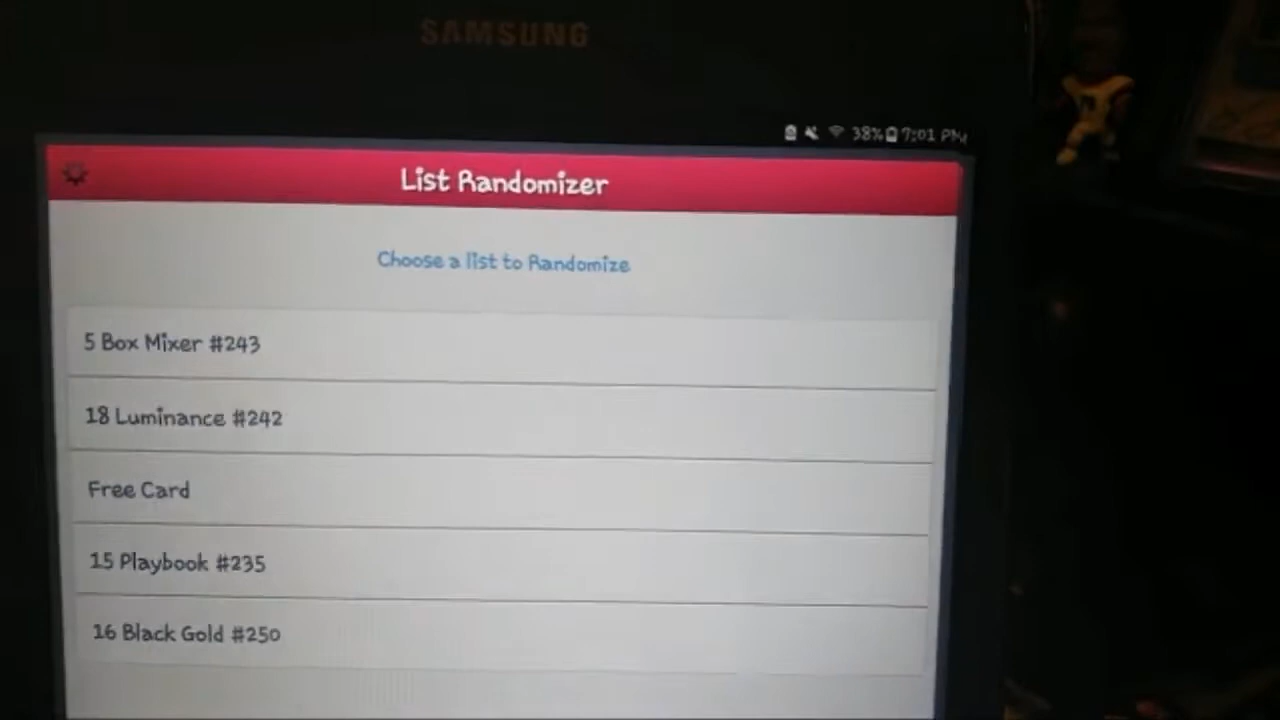 SAMSUNG
38% 7:01 PM
List Randomizer
Choose a list to Randomize
5 Box Mixer #243
18 Luminance #242
Free Card
15 Playbook #235
16 Black Gold #250